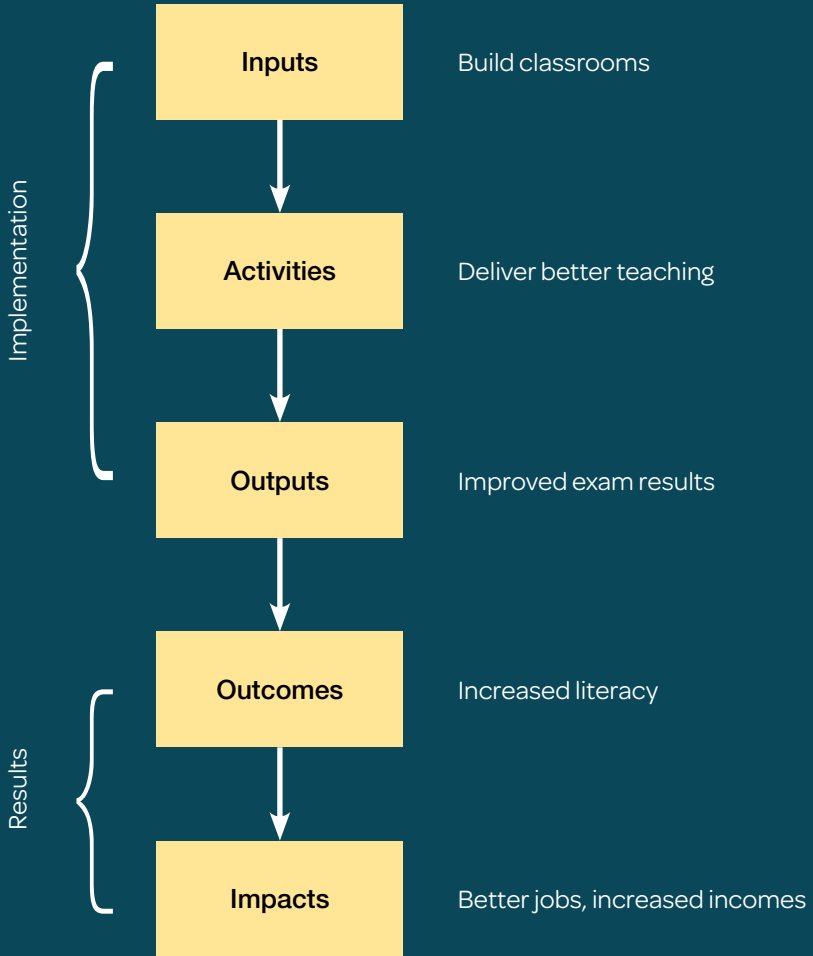 Implementation
Inputs
Build classrooms
Activities
Deliver better teaching
Outputs
Improved exam results
Results
Outcomes
Increased literacy
Impacts
Better jobs, increased incomes